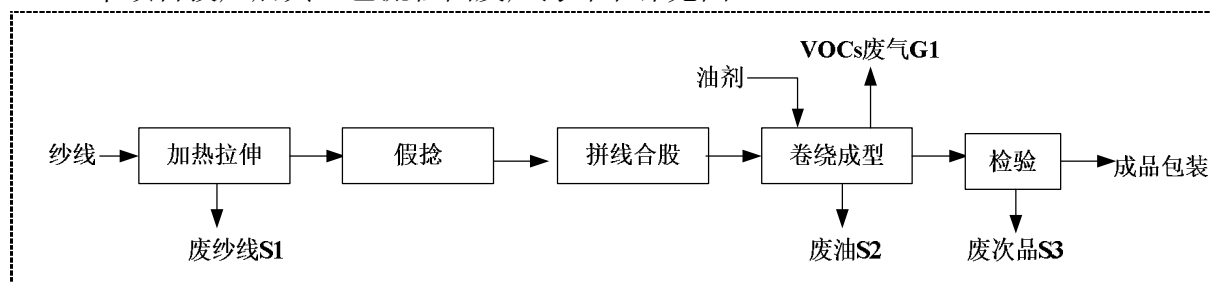 VOCs废气G1
油剂
纱线
加热拉伸
假捻
拼线合股
卷绕成型
检验
成品包装
废纱线S1
废油S2
废次品S3